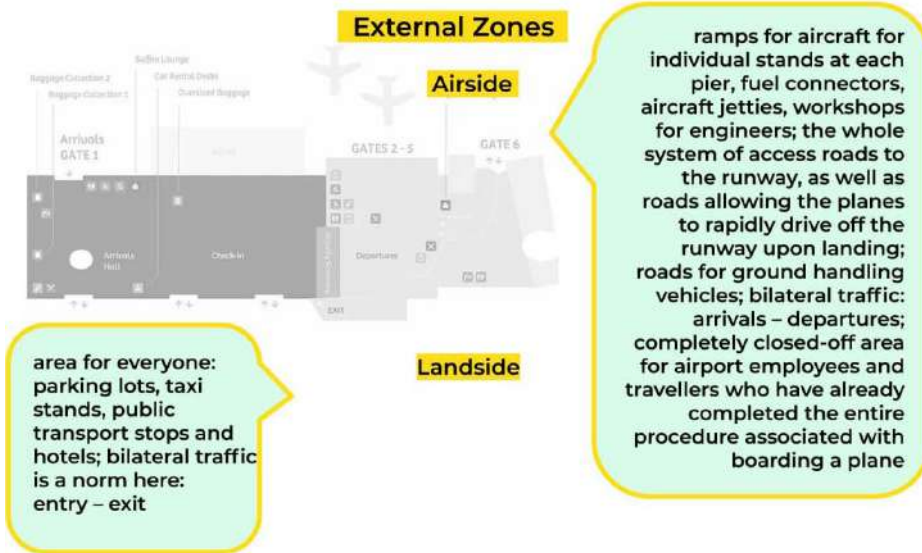 External Zones
Airside
ramps for aircraft for
individual stands at each
pier, fuel connectors,
aircraft jetties, workshops
for engineers; the whole
system of access roads to
the runway, as well as
roads allowing the planes
to rapidly drive off the
runway upon landing;
roads for ground handling
vehicles; bilateral traffic:
arrivals – departures;
completely closed-off area
for airport employees and
travellers who have already
completed the entire
procedure associated with
boarding a plane
Baggage Collection 2
Baggage Collection 1
Car Rental Desks
Oversized Baggage
GATE 1
GATES 2 - 5
GATE 6
Arrivals
Hall
Check-in
Departures
EXIT
Landside
area for everyone:
parking lots, taxi
stands, public
transport stops and
hotels; bilateral traffic
is a norm here:
entry – exit